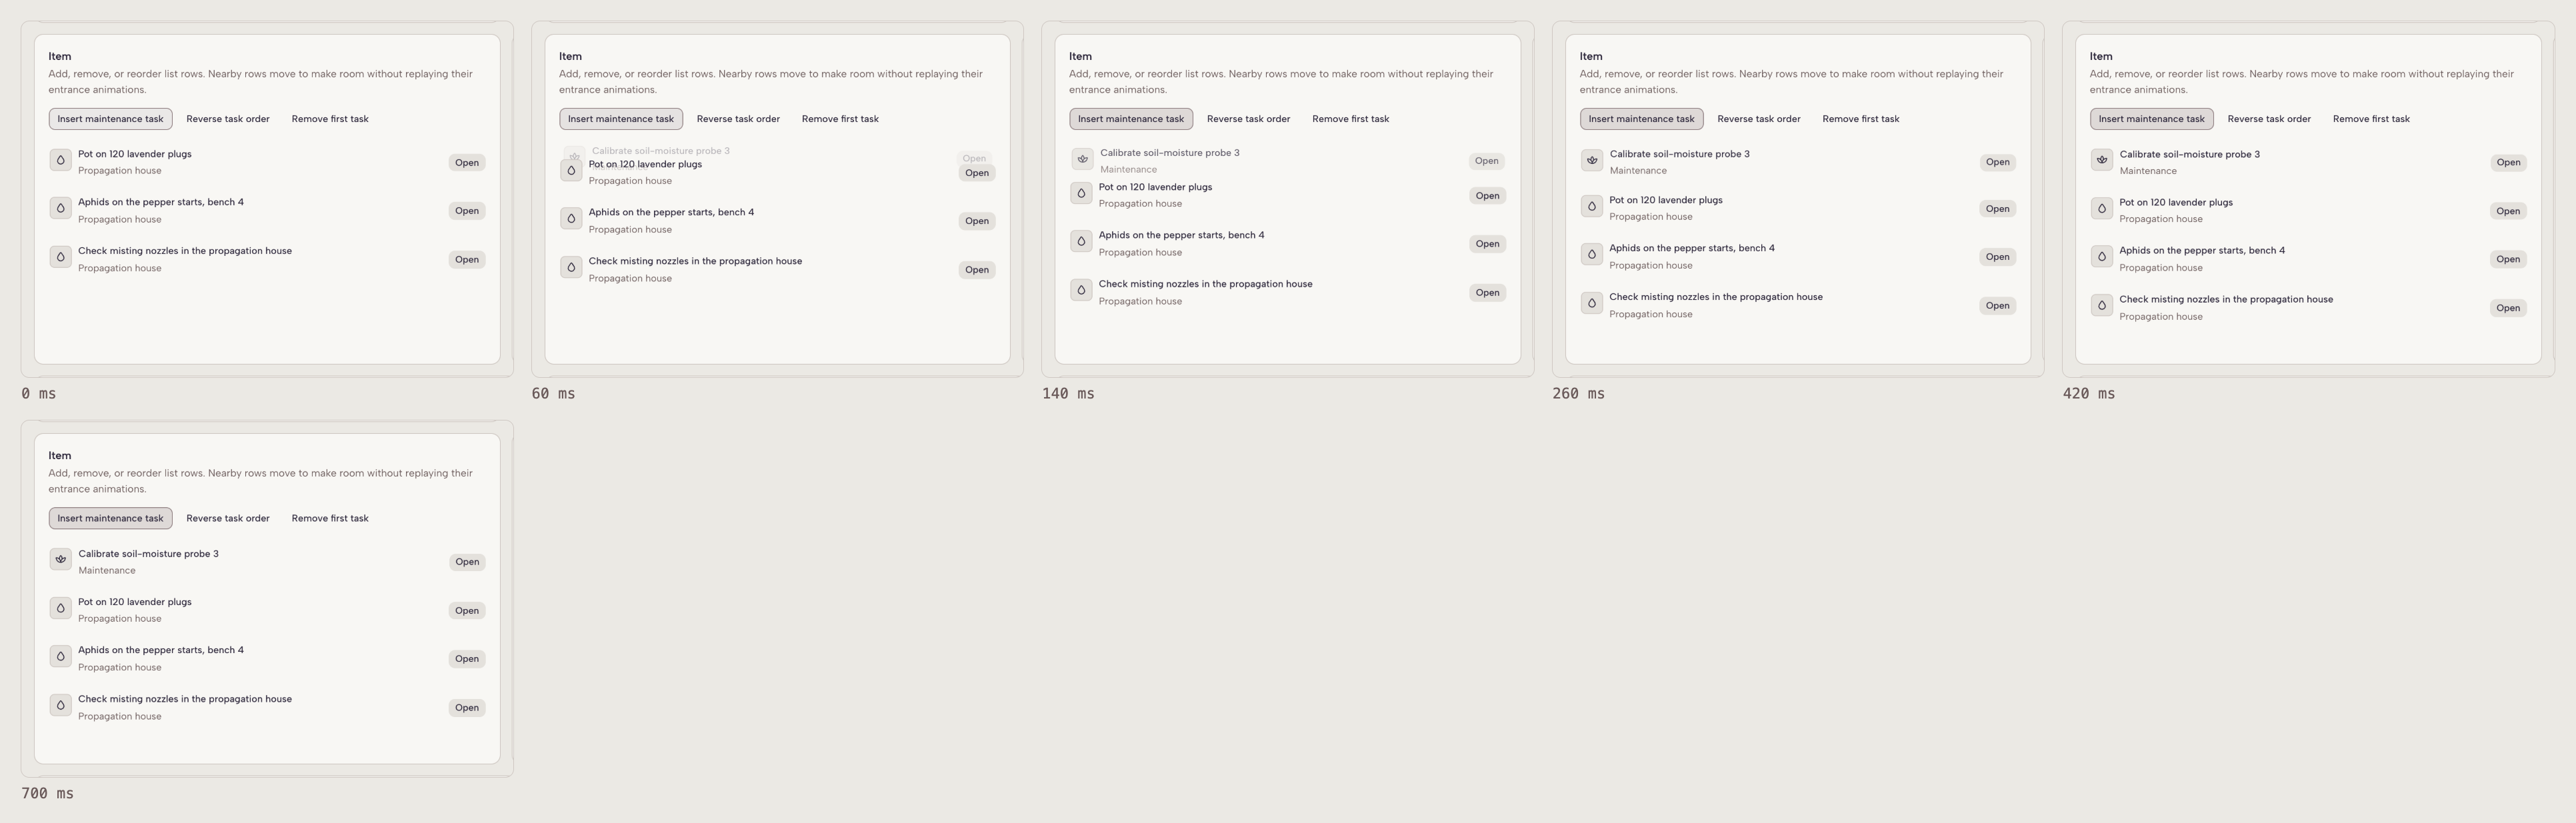 Item
Add, remove, or reorder list rows. Nearby rows move to make room without replaying their
entrance animations.
Insert maintenance task Reverse task order Remove first task
Pot on 120 lavender plugs
Propagation house
Open
Aphids on the pepper starts, bench 4
Propagation house
Open
Check misting nozzles in the propagation house
Propagation house
Open
0 ms
Item
Add, remove, or reorder list rows. Nearby rows move to make room without replaying their
entrance animations.
Insert maintenance task Reverse task order Remove first task
Calibrate soil-moisture probe 3
Open
Pot on 120 lavender plugs
Propagation house
Open
Aphids on the pepper starts, bench 4
Propagation house
Open
Check misting nozzles in the propagation house
Propagation house
Open
60 ms
Item
Add, remove, or reorder list rows. Nearby rows move to make room without replaying their
entrance animations.
Insert maintenance task Reverse task order Remove first task
Calibrate soil-moisture probe 3
Maintenance
Open
Pot on 120 lavender plugs
Propagation house
Open
Aphids on the pepper starts, bench 4
Propagation house
Open
Check misting nozzles in the propagation house
Propagation house
Open
140 ms
Item
Add, remove, or reorder list rows. Nearby rows move to make room without replaying their
entrance animations.
Insert maintenance task Reverse task order Remove first task
Calibrate soil-moisture probe 3
Maintenance
Open
Pot on 120 lavender plugs
Propagation house
Open
Aphids on the pepper starts, bench 4
Propagation house
Open
Check misting nozzles in the propagation house
Propagation house
Open
260 ms
Item
Add, remove, or reorder list rows. Nearby rows move to make room without replaying their
entrance animations.
Insert maintenance task Reverse task order Remove first task
Calibrate soil-moisture probe 3
Maintenance
Open
Pot on 120 lavender plugs
Propagation house
Open
Aphids on the pepper starts, bench 4
Propagation house
Open
Check misting nozzles in the propagation house
Propagation house
Open
420 ms
Item
Add, remove, or reorder list rows. Nearby rows move to make room without replaying their
entrance animations.
Insert maintenance task Reverse task order Remove first task
Calibrate soil-moisture probe 3
Maintenance
Open
Pot on 120 lavender plugs
Propagation house
Open
Aphids on the pepper starts, bench 4
Propagation house
Open
Check misting nozzles in the propagation house
Propagation house
Open
700 ms